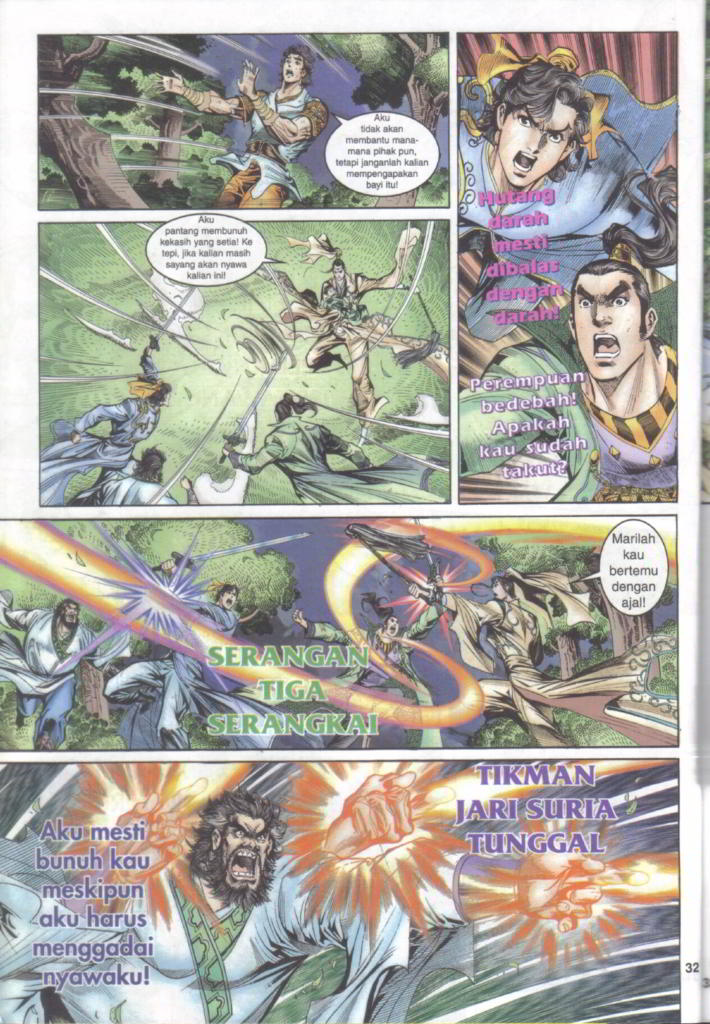 Aku
tidak akan
membantu mana-
mana pihak pun,
tetapi janganlah kalian
mempengapakan
bayi itu!
Hutang
darah
mesti
dibalas
dengan
darah!
Perempuan
bedebah!
Apakah
kau sudah
takut?
Aku
pantang membunuh
kekasih yang setia! Ke
tepi, jika kalian masih
sayang akan nyawa
kalian ini!
Marilah
kau
bertemu
dengan
ajal!
SERANGAN
TIGA
SERANGKAI
TIKMAN
JARI SURIA
TUNGGAL
Aku mesti
bunuh kau
meskipun
aku harus
menggadai
nyawaku!
32